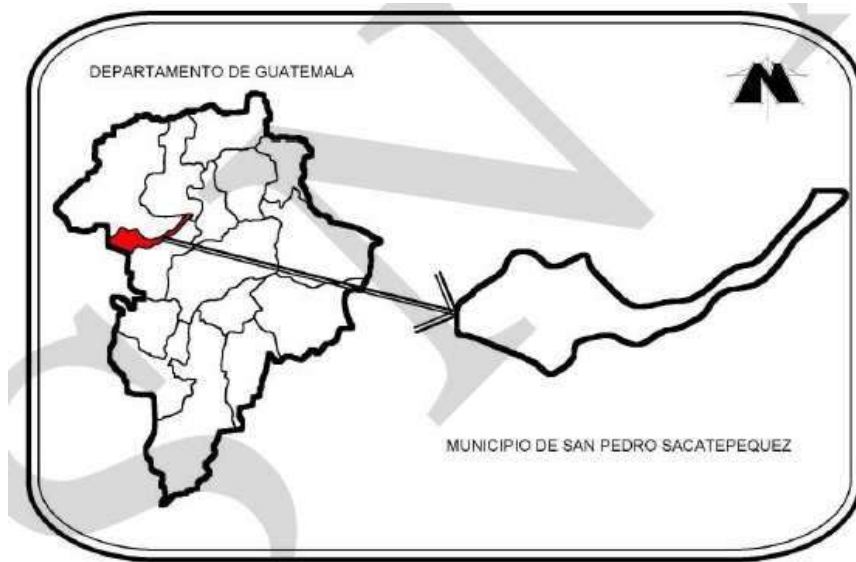 DEPARTAMENTO DE GUATEMALA
N
MUNICIPIO DE SAN PEDRO SACATEPEQUEZ